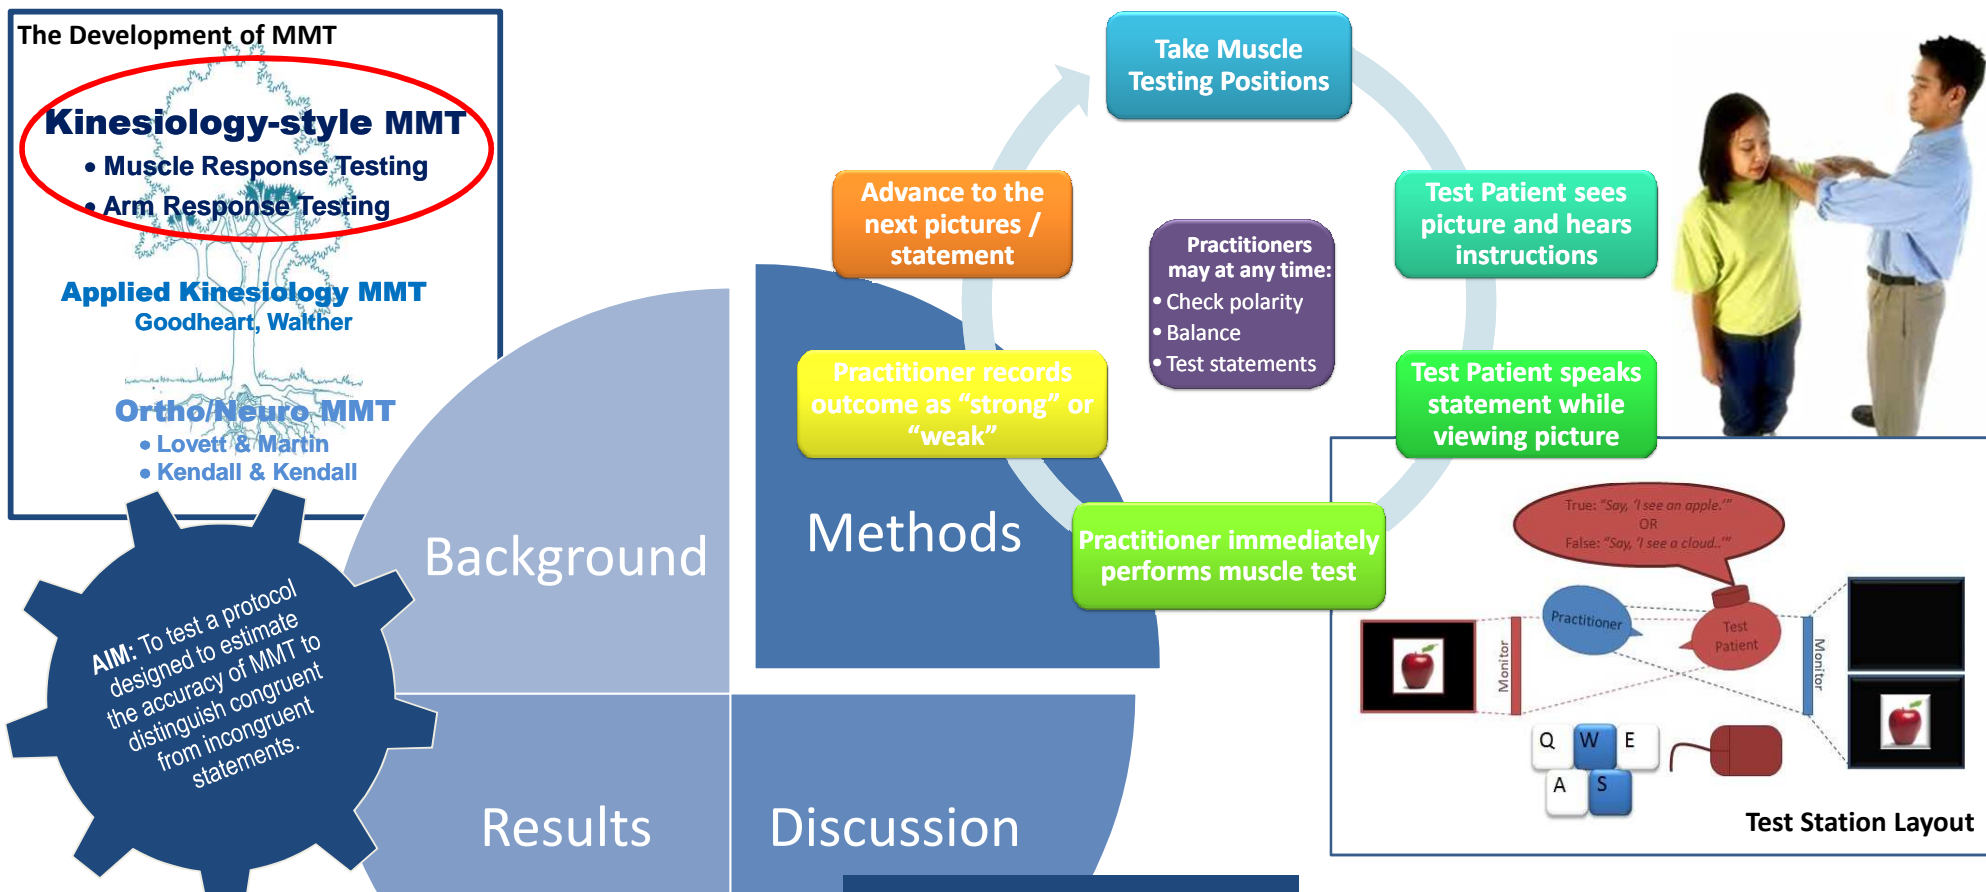 The Development of MMT
Kinesiology-style MMT
• Muscle Response Testing
• Arm Response Testing
Applied Kinesiology MMT
Goodheart, Walther
Ortho/Neuro MMT
• Lovett & Martin
• Kendall & Kendall
AIM: To test a protocol
designed to estimate
the accuracy of MMT to
distinguish congruent
from incongruent
statements.
Background
Methods
Results
Discussion
Take Muscle
Testing Positions
Test Patient sees
picture and hears
instructions
Test Patient speaks
statement while
viewing picture
Practitioner immediately
performs muscle test
Practitioner records
outcome as “strong” or
“weak”
Advance to the
next pictures /
statement
Practitioners
may at any time:
• Check polarity
• Balance
• Test statements
True: “Say, ‘I see an apple.’”
OR
False: “Say, ‘I see a cloud..’”
Practitioner
Test
Patient
Monitor
Monitor
Q W E
A S
Test Station Layout